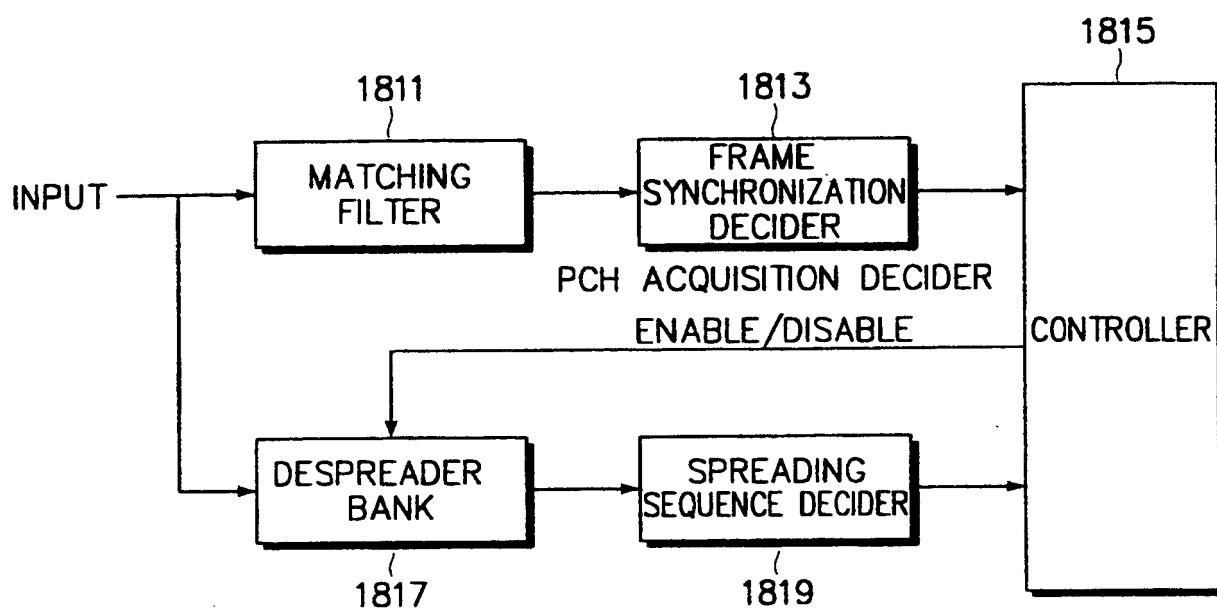 1815
1811
1813
INPUT
MATCHING
FILTER
FRAME
SYNCHRONIZATION
DECIDER
PCH ACQUISITION DECIDER
ENABLE/DISABLE
CONTROLLER
DESPREADER
BANK
SPREADING
SEQUENCE DECIDER
1817
1819